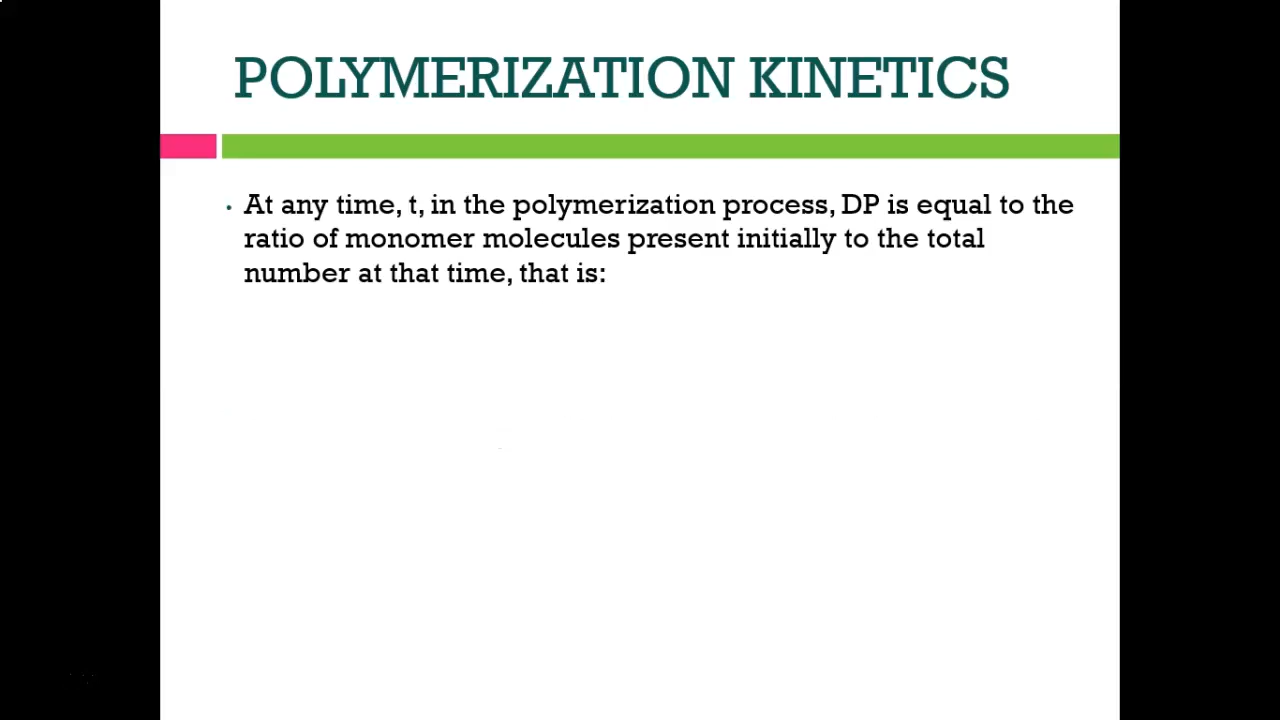 POLYMERIZATION KINETICS
• At any time, t, in the polymerization process, DP is equal to the
ratio of monomer molecules present initially to the total
number at that time, that is: